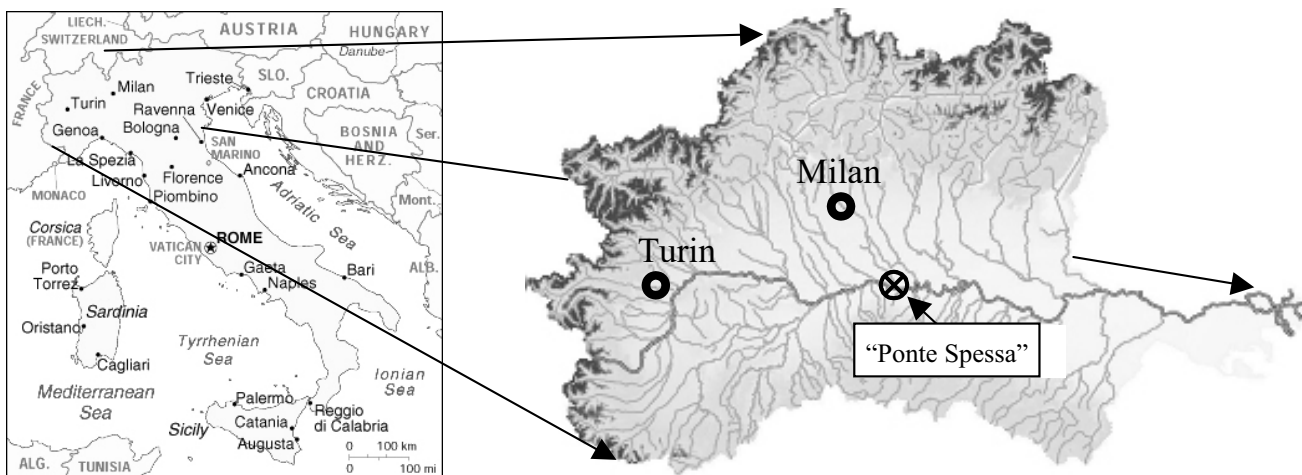 LIECH.
AUSTRIA
HUNGARY
SWITZERLAND
Danube
Trieste
SLO.
Milan
CROATIA
FRANCE
Turin
Ravenna
Venice
Genoa
Bologna
BOSNIA
AND
HERZ.
Ser.
SAN
MARINO
La Spezia
Florence
Ancona
Livorno
MONACO
Piombino
Mont.
Adriatic Sea
Corsica
(FRANCE)
ROME
VATICAN
CITY
Bari
ALB.
Porto
Torrez
Gaeta
Naples
Sardinia
Oristano
Tyrrhenian
Sea
Cagliari
Ionian
Sea
Mediterranean
Sea
Palermo
Reggio
di Calabria
Sicily
Catania
Augusta
0
100 km
0
100 mi
ALG.
TUNISIA
Milan
Turin
“Ponte Spessa”